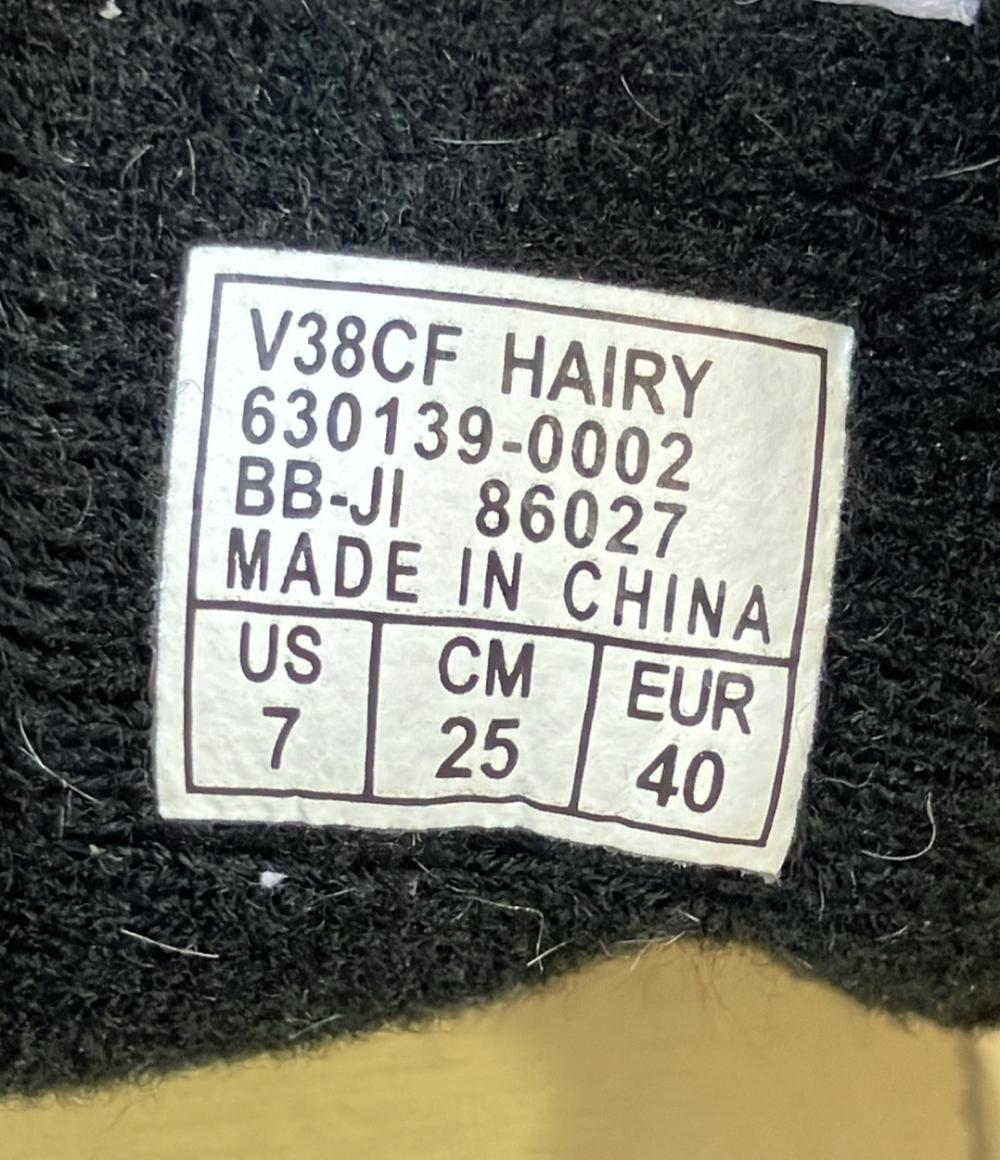 V38CF HAIRY
630139-0002
BB-JI 86027
MADE IN CHINA
US CM EUR
7 25 40